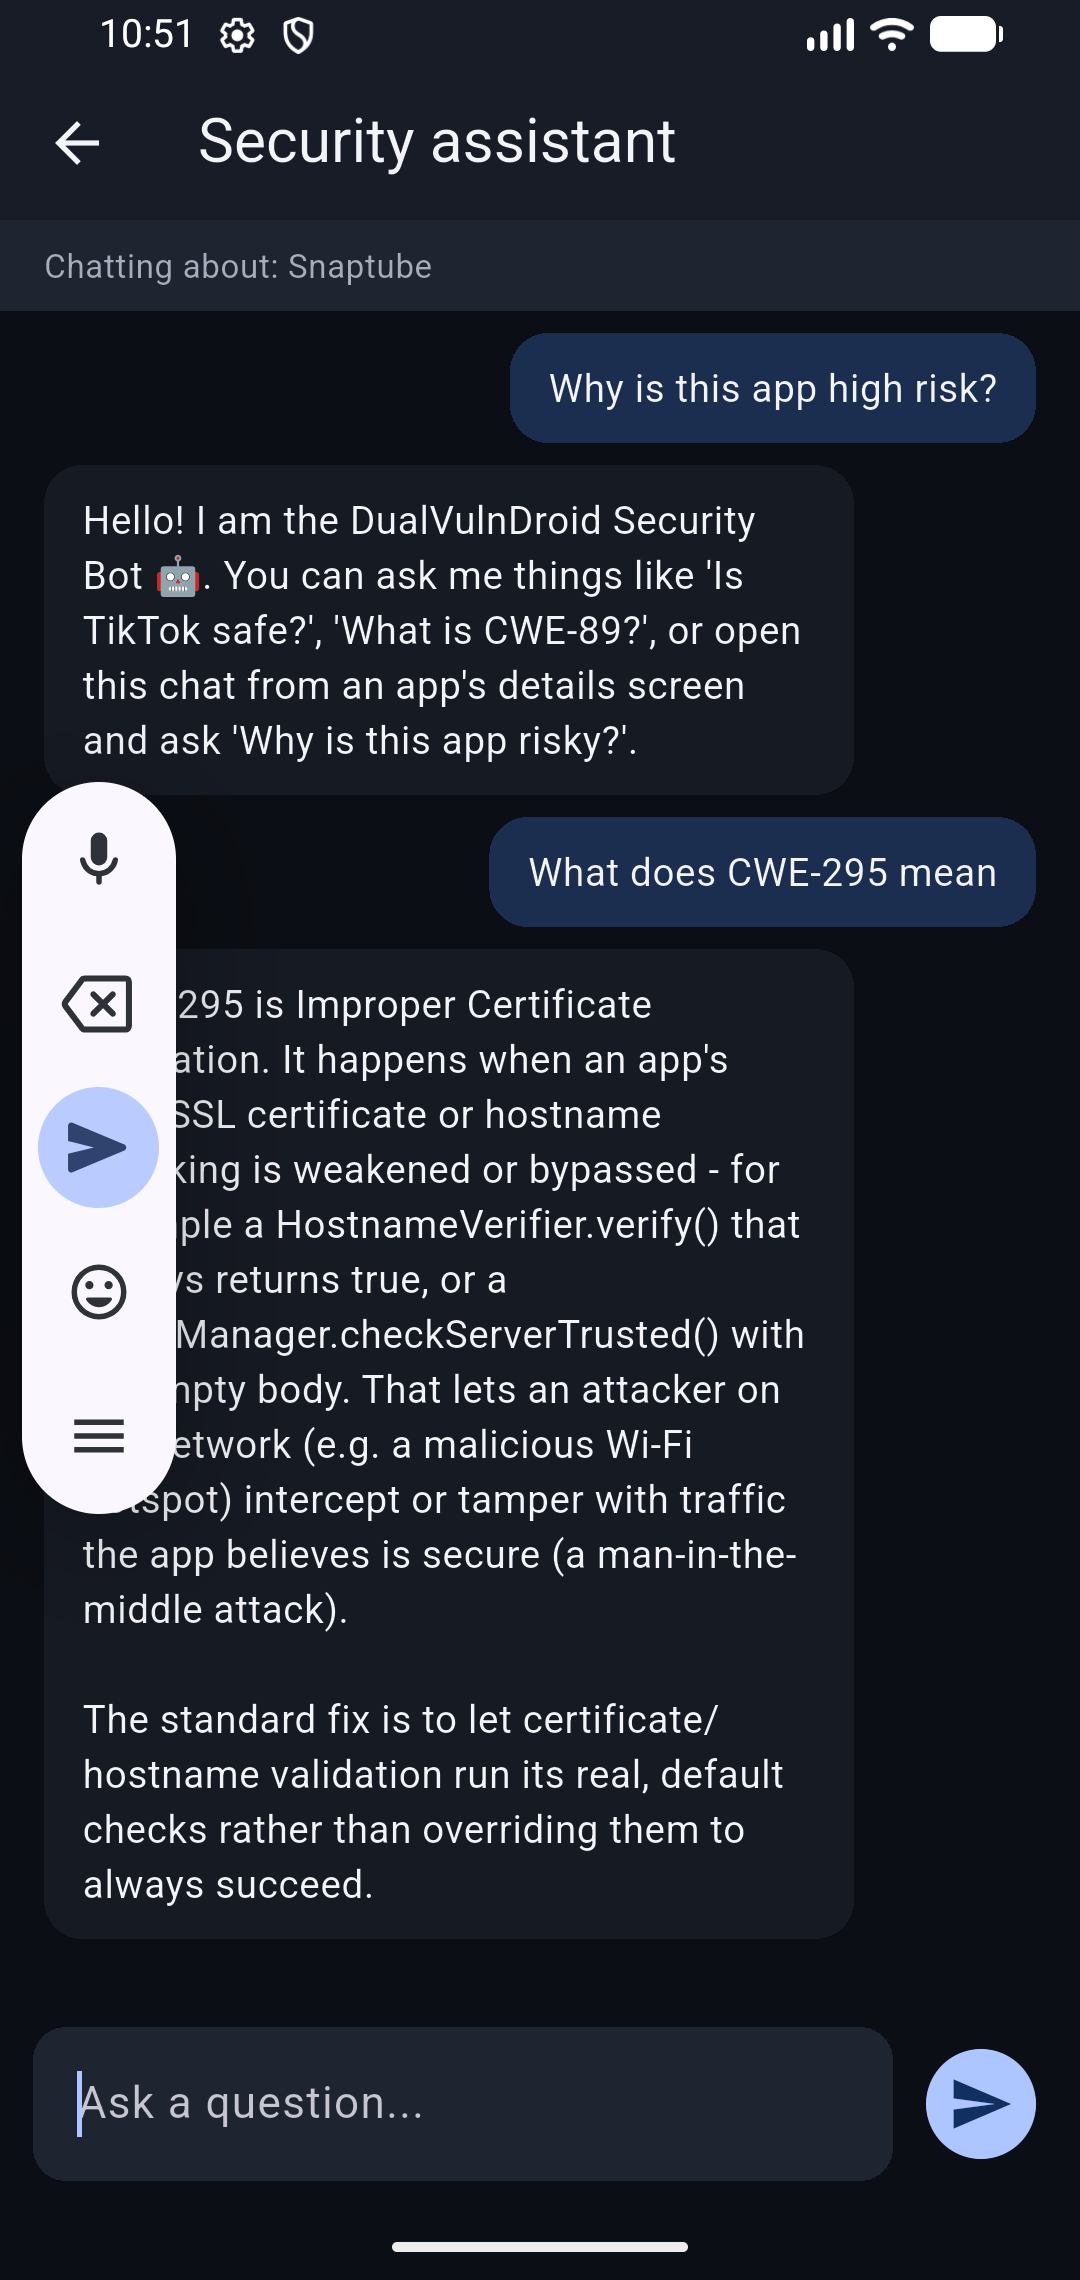 10:51
Security assistant
Chatting about: Snaptube
Why is this app high risk?
Hello! I am the DualVulnDroid Security
Bot 🤖. You can ask me things like 'Is
TikTok safe?', 'What is CWE-89?', or open
this chat from an app's details screen
and ask 'Why is this app risky?'.
What does CWE-295 mean
295 is Improper Certificate
ation. It happens when an app's
SSL certificate or hostname
king is weakened or bypassed - for
ple a HostnameVerifier.verify() that
ys returns true, or a
Manager.checkServerTrusted() with
mpty body. That lets an attacker on
etwork (e.g. a malicious Wi-Fi
tspot) intercept or tamper with traffic
the app believes is secure (a man-in-the-
middle attack).
The standard fix is to let certificate/
hostname validation run its real, default
checks rather than overriding them to
always succeed.
Ask a question...